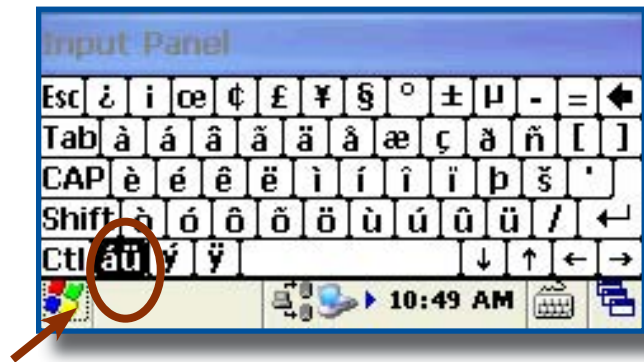 Input Panel
Esc ¿ ¡ œ ¢ £ ¥ § ° ± µ - = 🡸
Tab à á â ã ä å æ ç ð ñ [ ]
CAP è é ê ë ì í î ï þ š '
Shift ò ó ô õ ö ù ú û ü / ↵
Ctl áü ý ÿ ↓ ↑ ← →
10:49 AM